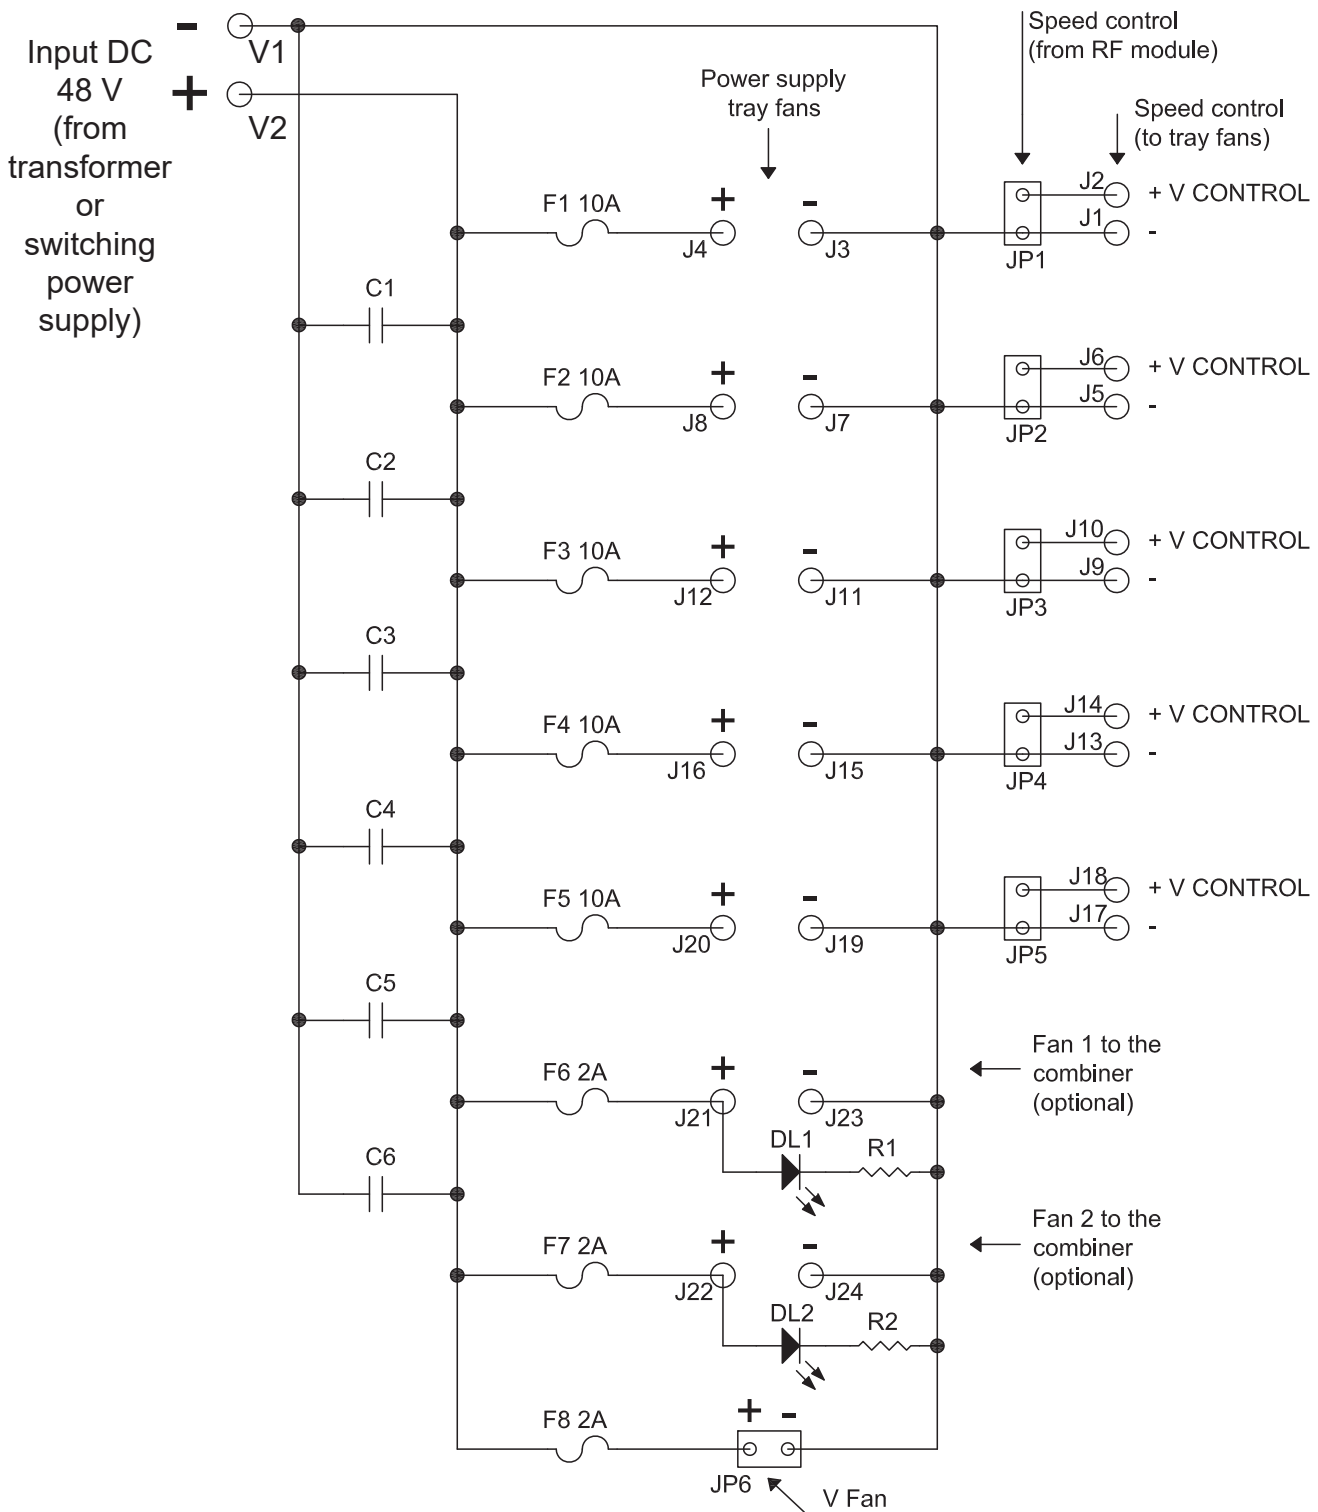 Input DC
48 V
(from
transformer
or
switching
power
supply)
-
V1
+
V2
Power supply
tray fans
Speed control
(from RF module)
Speed control
(to tray fans)
F1 10A
+
J4
-
J3
J2
+ V CONTROL
J1
-
JP1
C1
F2 10A
+
J8
-
J7
J6
+ V CONTROL
J5
-
JP2
C2
F3 10A
+
J12
-
J11
J10
+ V CONTROL
J9
-
JP3
C3
F4 10A
+
J16
-
J15
J14
+ V CONTROL
J13
-
JP4
C4
F5 10A
+
J20
-
J19
J18
+ V CONTROL
J17
-
JP5
C5
F6 2A
+
J21
-
J23
Fan 1 to the
combiner
(optional)
DL1
R1
C6
F7 2A
+
J22
-
J24
Fan 2 to the
combiner
(optional)
DL2
R2
F8 2A
+ -
JP6
V Fan